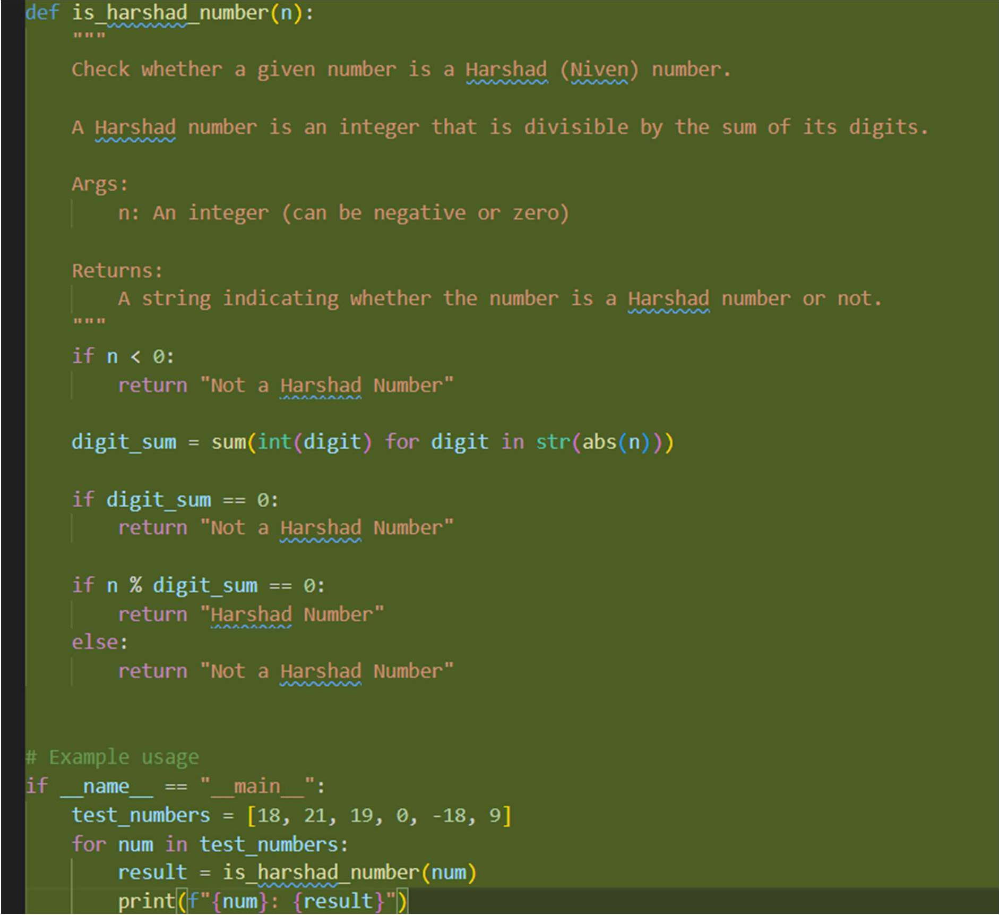 def is_harshad_number(n):
    """
    Check whether a given number is a Harshad (Niven) number.

    A Harshad number is an integer that is divisible by the sum of its digits.

    Args:
        n: An integer (can be negative or zero)

    Returns:
        A string indicating whether the number is a Harshad number or not.
    """
    if n < 0:
        return "Not a Harshad Number"

    digit_sum = sum(int(digit) for digit in str(abs(n)))

    if digit_sum == 0:
        return "Not a Harshad Number"

    if n % digit_sum == 0:
        return "Harshad Number"
    else:
        return "Not a Harshad Number"


# Example usage
if __name__ == "__main__":
    test_numbers = [18, 21, 19, 0, -18, 9]
    for num in test_numbers:
        result = is_harshad_number(num)
        print(f"{num}: {result}")